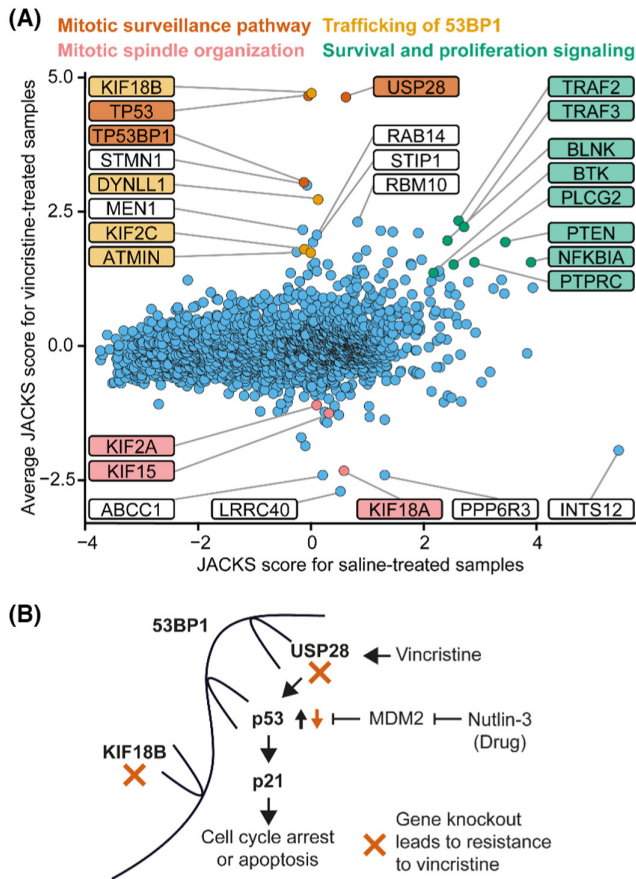 (A)
Mitotic surveillance pathway Trafficking of 53BP1
Mitotic spindle organization Survival and proliferation signaling
Average JACKS score for vincristine-treated samples
5.0
2.5
0.0
−2.5
KIF18B
TP53
TP53BP1
STMN1
DYNLL1
MEN1
KIF2C
ATMIN
USP28
RAB14
STIP1
RBM10
TRAF2
TRAF3
BLNK
BTK
PLCG2
PTEN
NFKBIA
PTPRC
KIF2A
KIF15
ABCC1 LRRC40 KIF18A PPP6R3 INTS12
−4 −2 0 2 4
JACKS score for saline-treated samples
(B)
53BP1
USP28 Vincristine
p53 MDM2 Nutlin-3
(Drug)
KIF18B
p21
Cell cycle arrest
or apoptosis
Gene knockout
leads to resistance
to vincristine